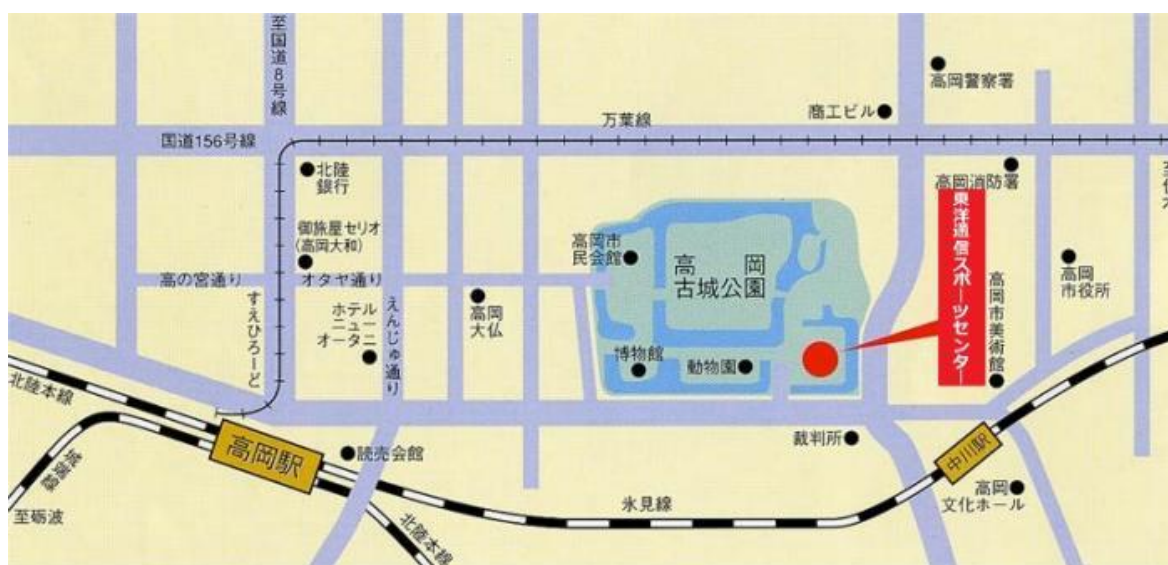 至国道8号線
高岡警察署
商工ビル
万葉線
国道156号線
北陸
銀行
高岡消防署
東洋通信スポーツセンター
御旅屋セリオ
(高岡大和)
高岡市
民会館
高岡
古城公園
高岡
市役所
高の宮通り
オタヤ通り
すえひろーど
ホテル
ニュー
オータニ
えんじゅ通り
高岡
大仏
高岡市美術館
博物館
動物園
北陸本線
高岡駅
読売会館
裁判所
中川駅
城端線
至砺波
北陸本線
氷見線
高岡
文化ホール